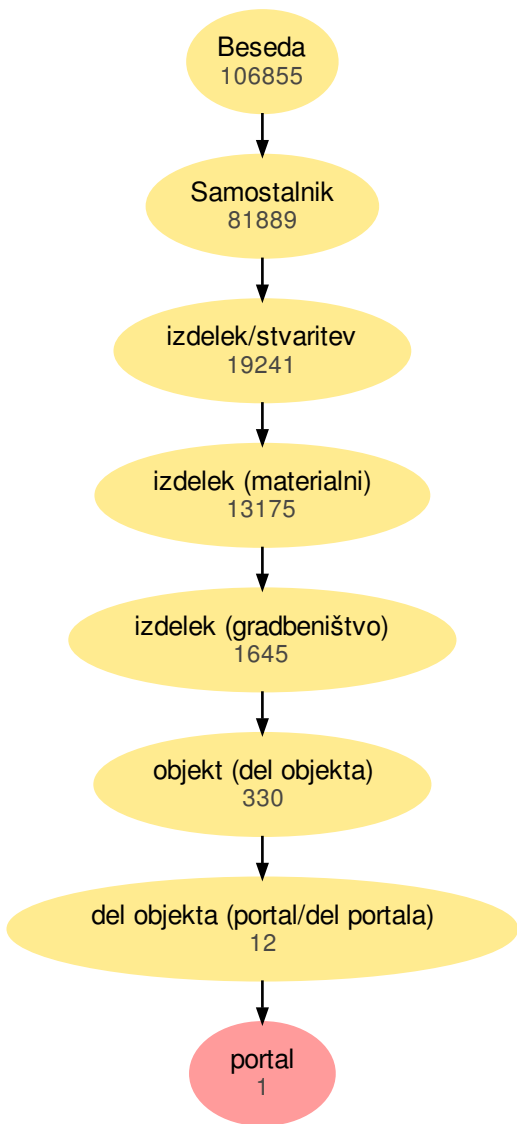 Beseda
106855
Samostalnik
81889
izdelek/stvaritev
19241
izdelek (materialni)
13175
izdelek (gradbeništvo)
1645
objekt (del objekta)
330
del objekta (portal/del portala)
12
portal
1